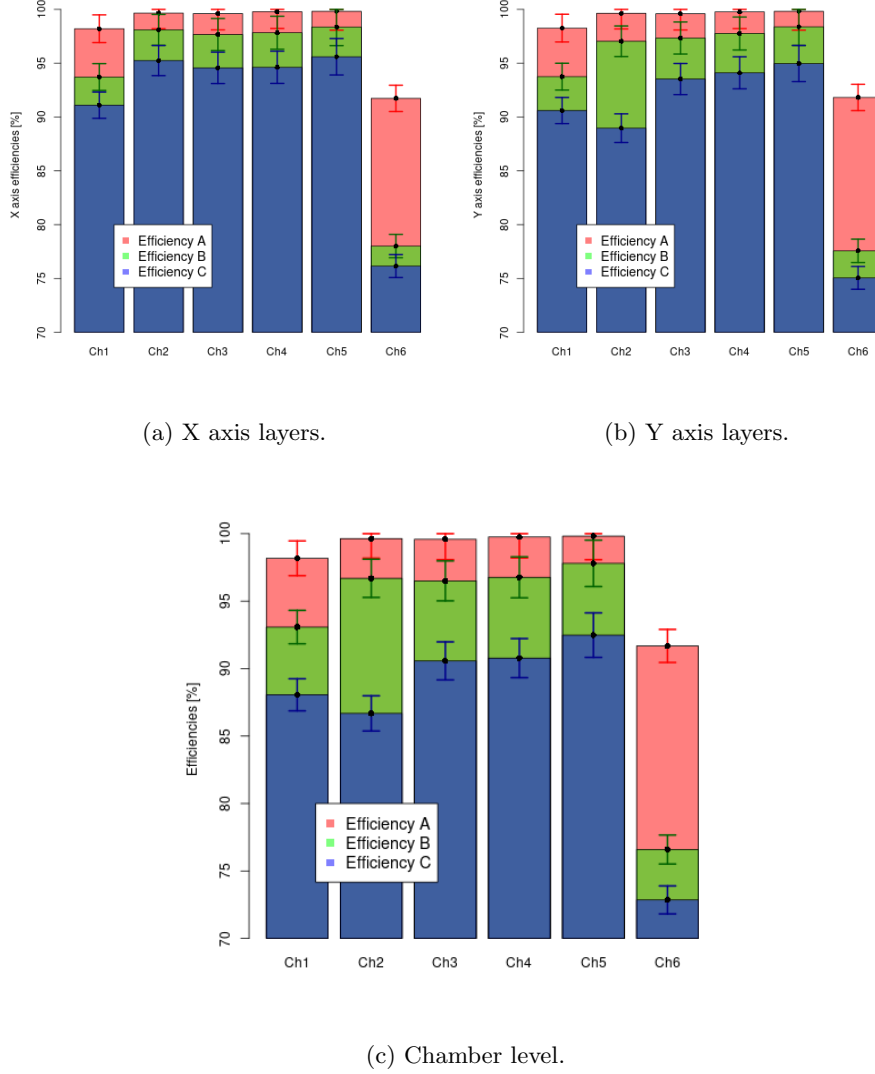 X axis efficiencies [%]
100
95
90
85
80
75
70
Efficiency A
Efficiency B
Efficiency C
Ch1 Ch2 Ch3 Ch4 Ch5 Ch6
(a) X axis layers.
Y axis efficiencies [%]
100
95
90
85
80
75
70
Efficiency A
Efficiency B
Efficiency C
Ch1 Ch2 Ch3 Ch4 Ch5 Ch6
(b) Y axis layers.
Efficiencies [%]
100
95
90
85
80
75
70
Efficiency A
Efficiency B
Efficiency C
Ch1 Ch2 Ch3 Ch4 Ch5 Ch6
(c) Chamber level.